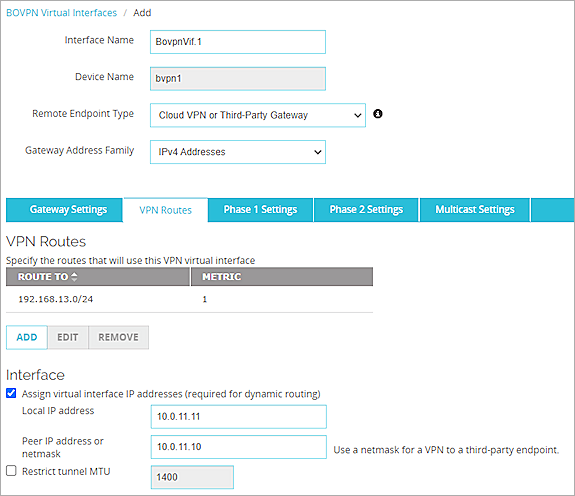 BOVPN Virtual Interfaces / Add
Interface Name BovpnVif.1
Device Name bvpn1
Remote Endpoint Type Cloud VPN or Third-Party Gateway
Gateway Address Family IPv4 Addresses
Gateway Settings VPN Routes Phase 1 Settings Phase 2 Settings Multicast Settings
VPN Routes
Specify the routes that will use this VPN virtual interface
ROUTE TO METRIC
192.168.13.0/24 1
ADD EDIT REMOVE
Interface
Assign virtual interface IP addresses (required for dynamic routing)
Local IP address 10.0.11.11
Peer IP address or
netmask 10.0.11.10 Use a netmask for a VPN to a third-party endpoint.
Restrict tunnel MTU 1400